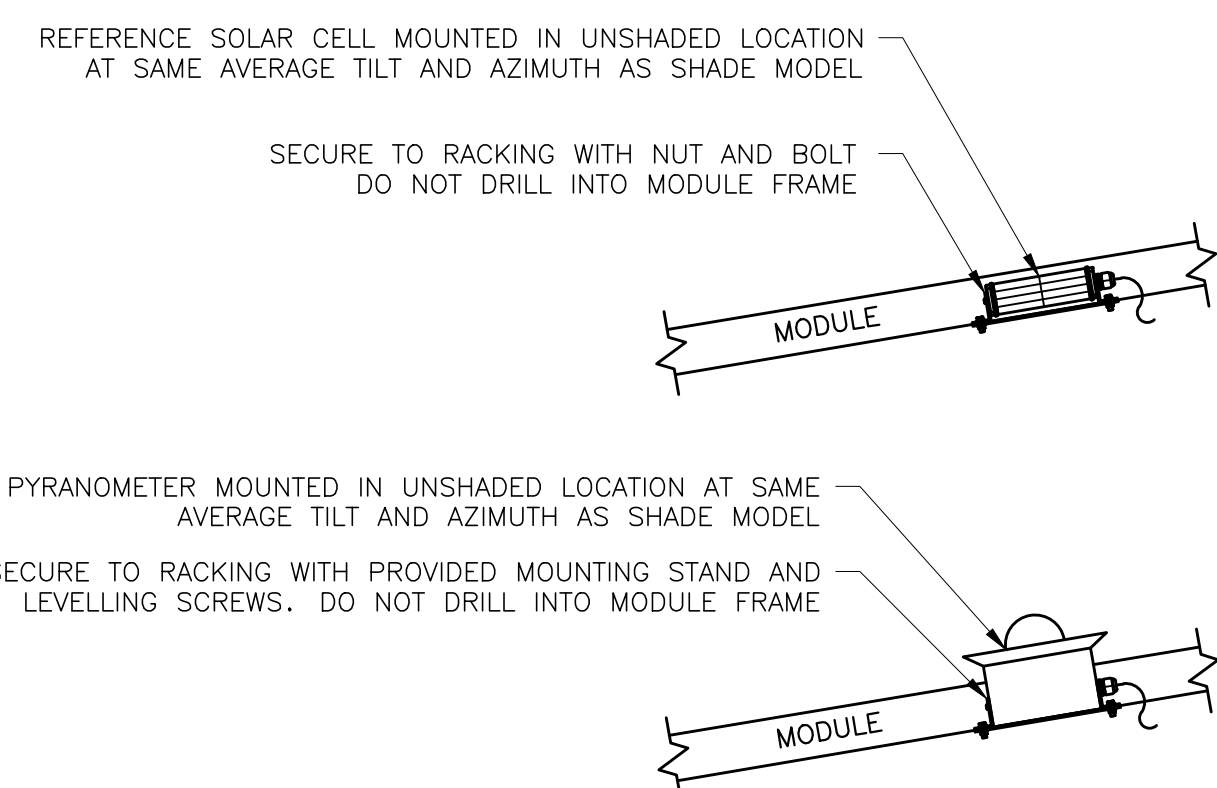 REFERENCE SOLAR CELL MOUNTED IN UNSHADED LOCATION
AT SAME AVERAGE TILT AND AZIMUTH AS SHADE MODEL
SECURE TO RACKING WITH NUT AND BOLT
DO NOT DRILL INTO MODULE FRAME
MODULE
PYRANOMETER MOUNTED IN UNSHADED LOCATION AT SAME
AVERAGE TILT AND AZIMUTH AS SHADE MODEL
SECURE TO RACKING WITH PROVIDED MOUNTING STAND AND
LEVELLING SCREWS. DO NOT DRILL INTO MODULE FRAME
MODULE